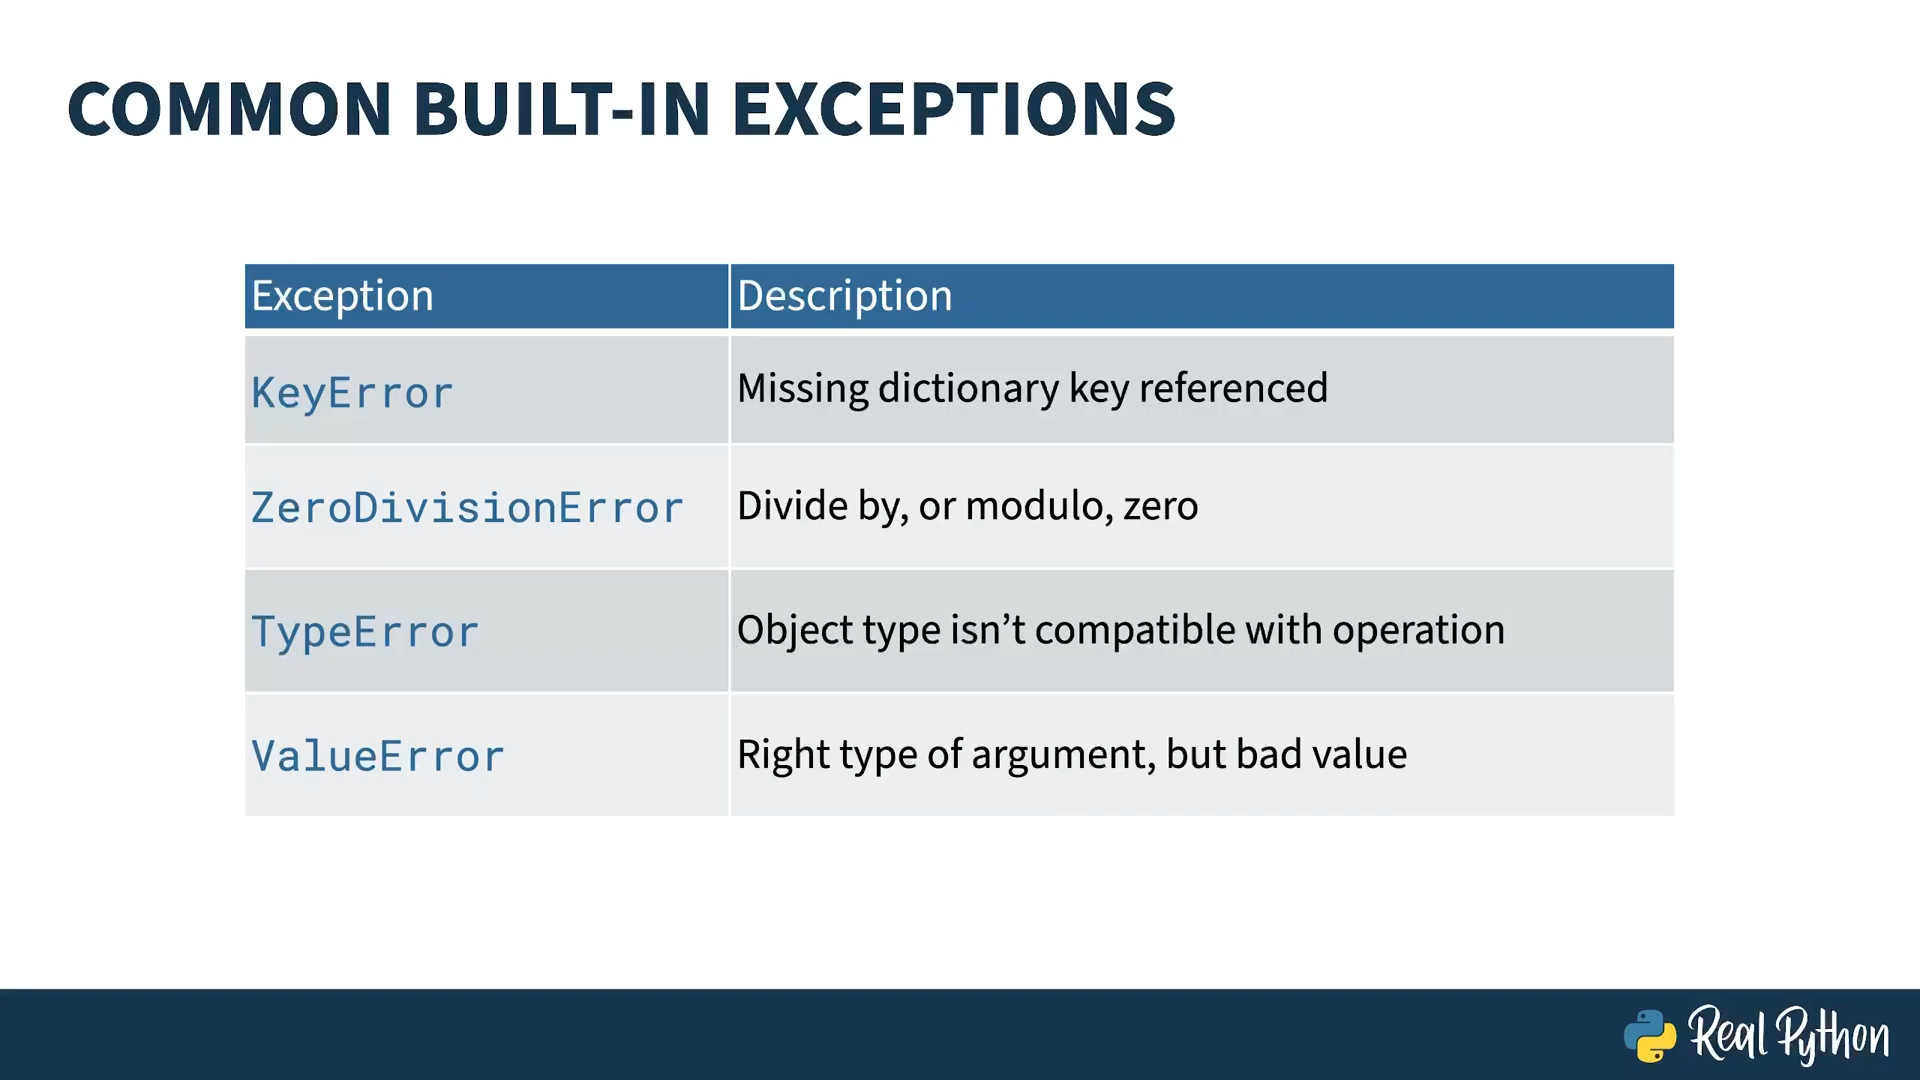 COMMON BUILT-IN EXCEPTIONS
Exception Description
KeyError Missing dictionary key referenced
ZeroDivisionError Divide by, or modulo, zero
TypeError Object type isn’t compatible with operation
ValueError Right type of argument, but bad value
Real Python